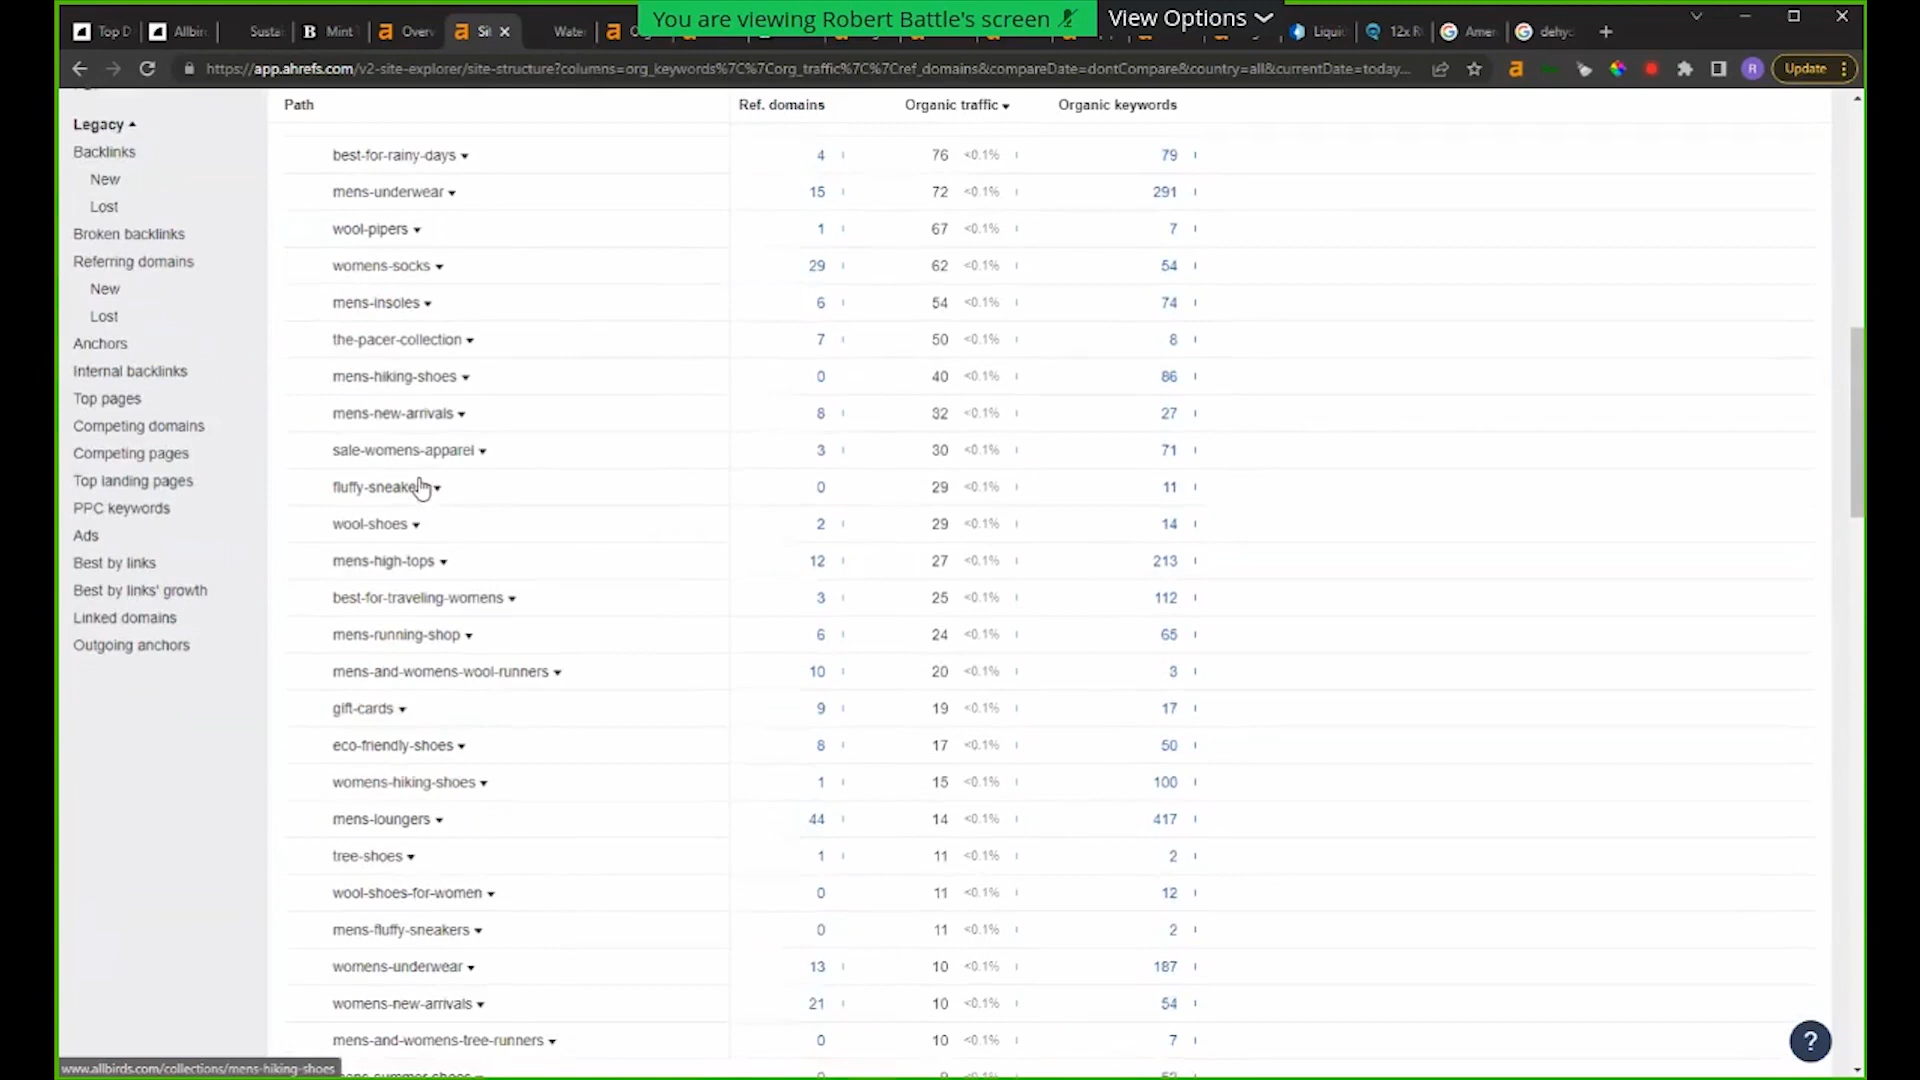 You are viewing Robert Battle's screen
View Options
Top D
Allbir
Susta
Mint
Over
Sit
Wate
Liqui
12x R
Amer
dehyc
https://app.ahrefs.com/v2-site-explorer/site-structure?columns=org_keywords%7C%7Corg_traffic%7C%7Cref_domains&compareDate=dontCompare&country=all&currentDate=today...
R
Update
Legacy
Backlinks
New
Lost
Broken backlinks
Referring domains
New
Lost
Anchors
Internal backlinks
Top pages
Competing domains
Competing pages
Top landing pages
PPC keywords
Ads
Best by links
Best by links' growth
Linked domains
Outgoing anchors
Path Ref. domains Organic traffic Organic keywords
best-for-rainy-days 4 76 <0.1% 79
mens-underwear 15 72 <0.1% 291
wool-pipers 1 67 <0.1% 7
womens-socks 29 62 <0.1% 54
mens-insoles 6 54 <0.1% 74
the-pacer-collection 7 50 <0.1% 8
mens-hiking-shoes 0 40 <0.1% 86
mens-new-arrivals 8 32 <0.1% 27
sale-womens-apparel 3 30 <0.1% 71
fluffy-sneake 0 29 <0.1% 11
wool-shoes 2 29 <0.1% 14
mens-high-tops 12 27 <0.1% 213
best-for-traveling-womens 3 25 <0.1% 112
mens-running-shop 6 24 <0.1% 65
mens-and-womens-wool-runners 10 20 <0.1% 3
gift-cards 9 19 <0.1% 17
eco-friendly-shoes 8 17 <0.1% 50
womens-hiking-shoes 1 15 <0.1% 100
mens-loungers 44 14 <0.1% 417
tree-shoes 1 11 <0.1% 2
wool-shoes-for-women 0 11 <0.1% 12
mens-fluffy-sneakers 0 11 <0.1% 2
womens-underwear 13 10 <0.1% 187
womens-new-arrivals 21 10 <0.1% 54
mens-and-womens-tree-runners 0 10 <0.1% 7
?
www.allbirds.com/collections/mens-hiking-shoes